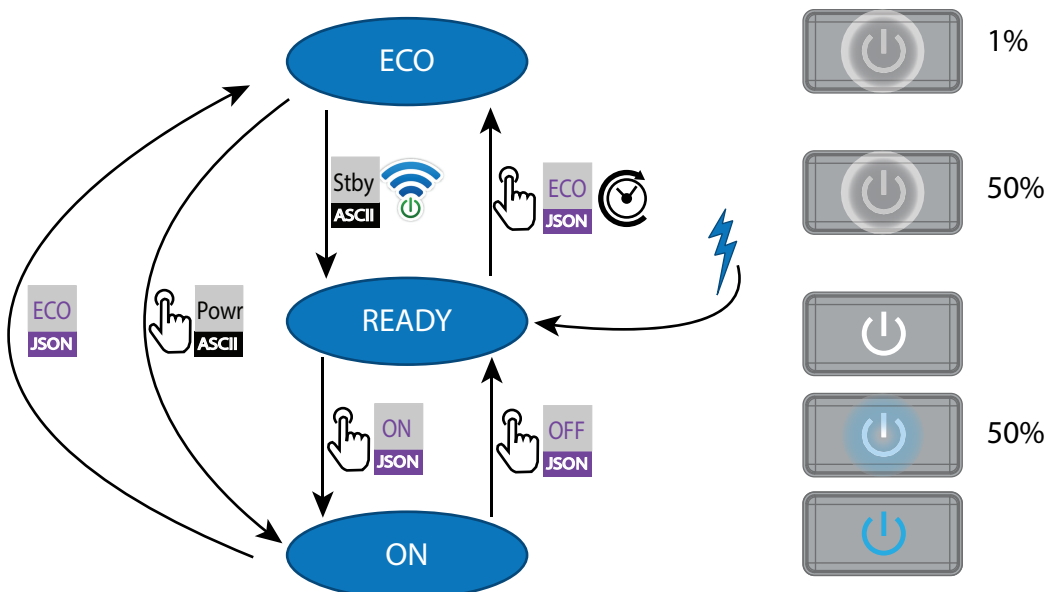 ECO
1%
Stby
ASCII
ECO
JSON
50%
ECO
JSON
Powr
ASCII
READY
ON
JSON
OFF
JSON
50%
ON